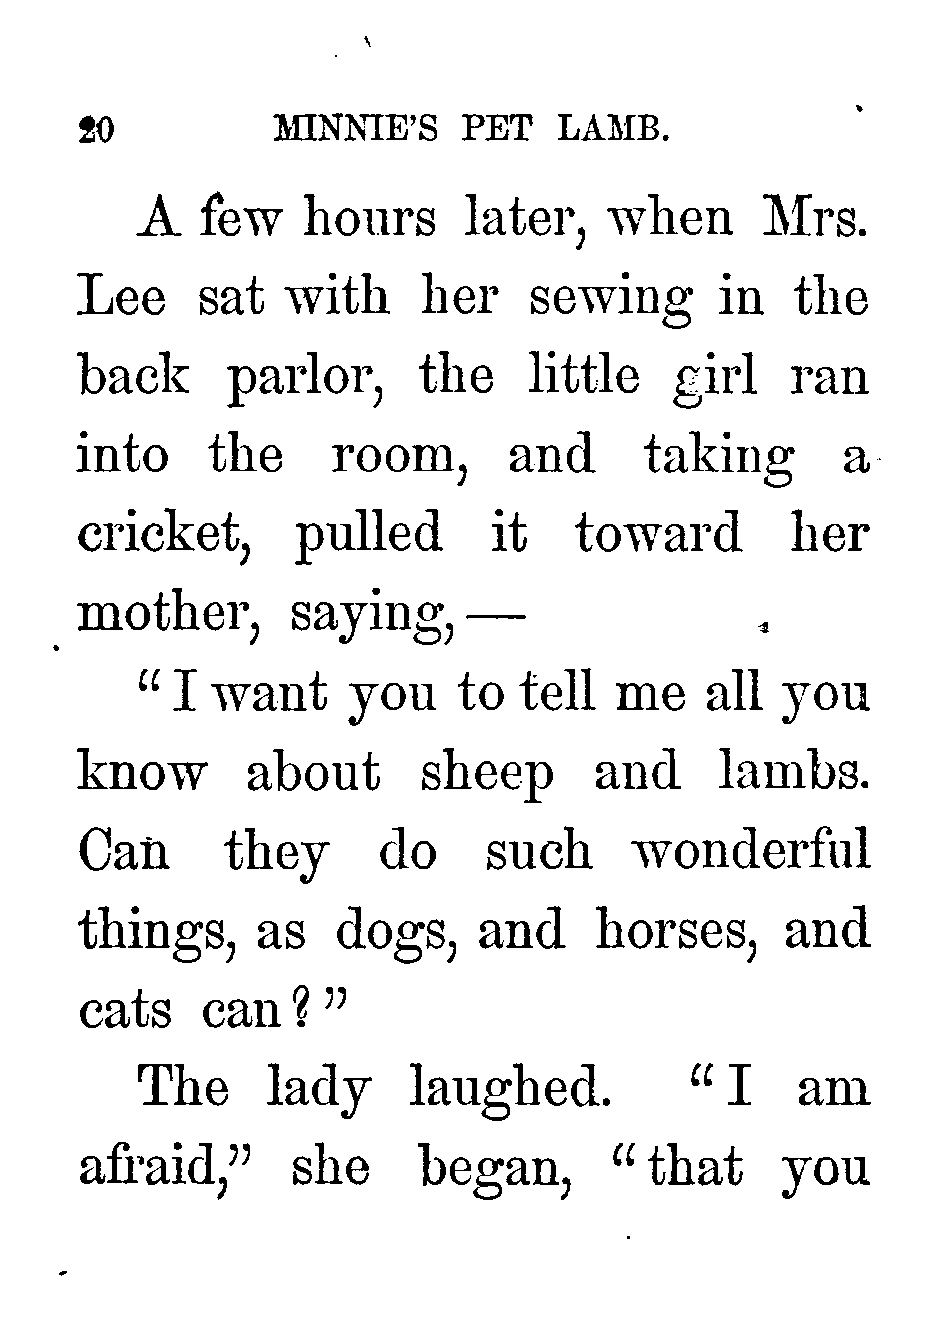 20 MINNIE'S PET LAMB.
A few hours later, when Mrs.
Lee sat with her sewing in the
back parlor, the little girl ran
into the room, and taking a
cricket, pulled it toward her
mother, saying,—
"I want you to tell me all you
know about sheep and lambs.
Can they do such wonderful
things, as dogs, and horses, and
cats can?"
The lady laughed. "I am
afraid," she began, "that you